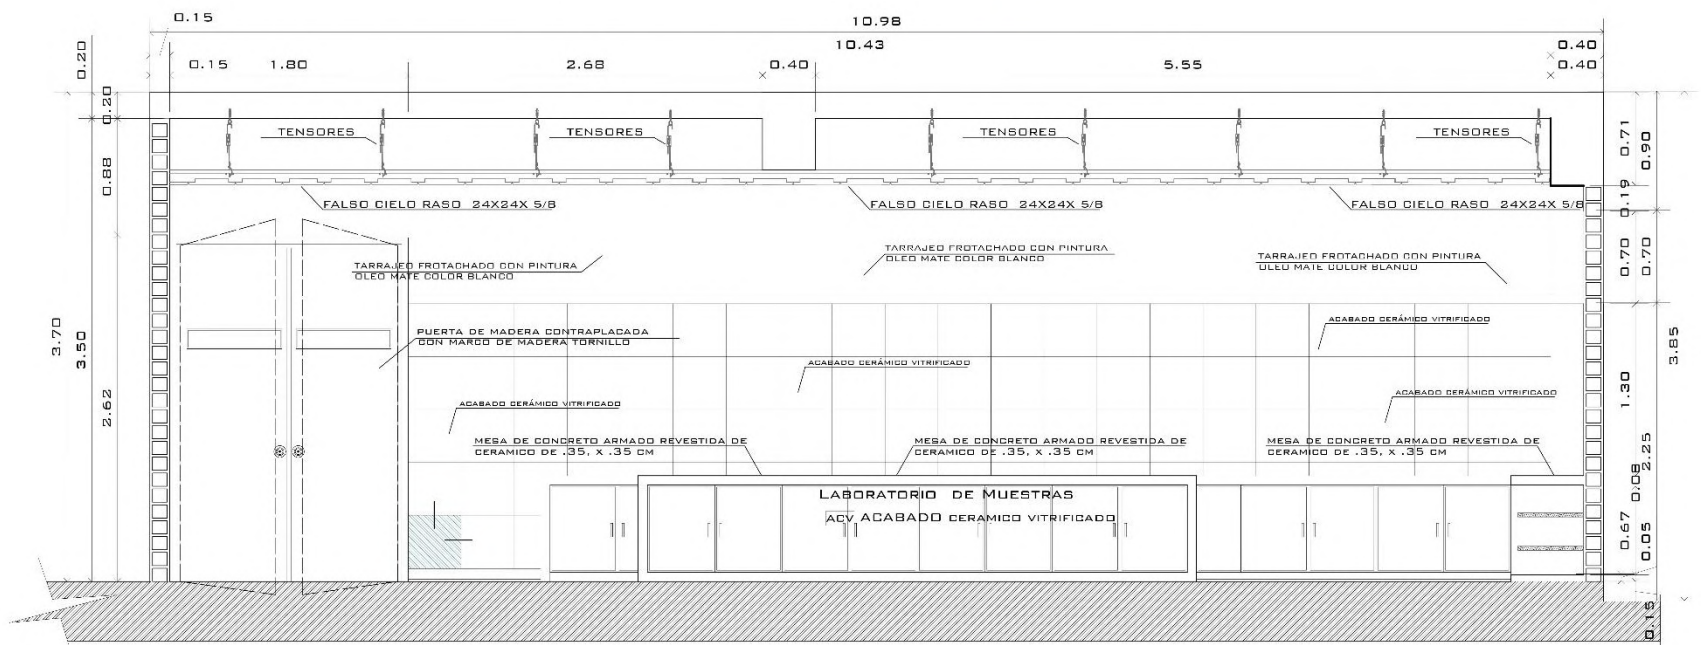 0.15
10.98
10.43
0.40
0.15
1.80
2.68
0.40
5.55
0.40
0.20
0.20
TENSORES
TENSORES
TENSORES
TENSORES
0.71
0.90
0.88
0.19
FALSO CIELO RASO 24X24X 5/8
FALSO CIELO RASO 24X24X 5/8
FALSO CIELO RASO 24X24X 5/8
TARRAJEO FROTACHADO CON PINTURA
OLEO MATE COLOR BLANCO
TARRAJEO FROTACHADO CON PINTURA
OLEO MATE COLOR BLANCO
TARRAJEO FROTACHADO CON PINTURA
OLEO MATE COLOR BLANCO
0.70
0.70
3.70
3.50
2.62
PUERTA DE MADERA CONTRAPLACADA
CON MARCO DE MADERA TORNILLO
ACABADO CERÁMICO VITRIFICADO
ACABADO CERÁMICO VITRIFICADO
ACABADO CERÁMICO VITRIFICADO
ACABADO CERÁMICO VITRIFICADO
3.85
1.30
2.25
MESA DE CONCRETO ARMADO REVESTIDA DE
CERAMICO DE .35, X .35 CM
MESA DE CONCRETO ARMADO REVESTIDA DE
CERAMICO DE .35, X .35 CM
MESA DE CONCRETO ARMADO REVESTIDA DE
CERAMICO DE .35, X .35 CM
0.08
LABORATORIO DE MUESTRAS
ACV ACABADO CERAMICO VITRIFICADO
0.67
0.05
0.15